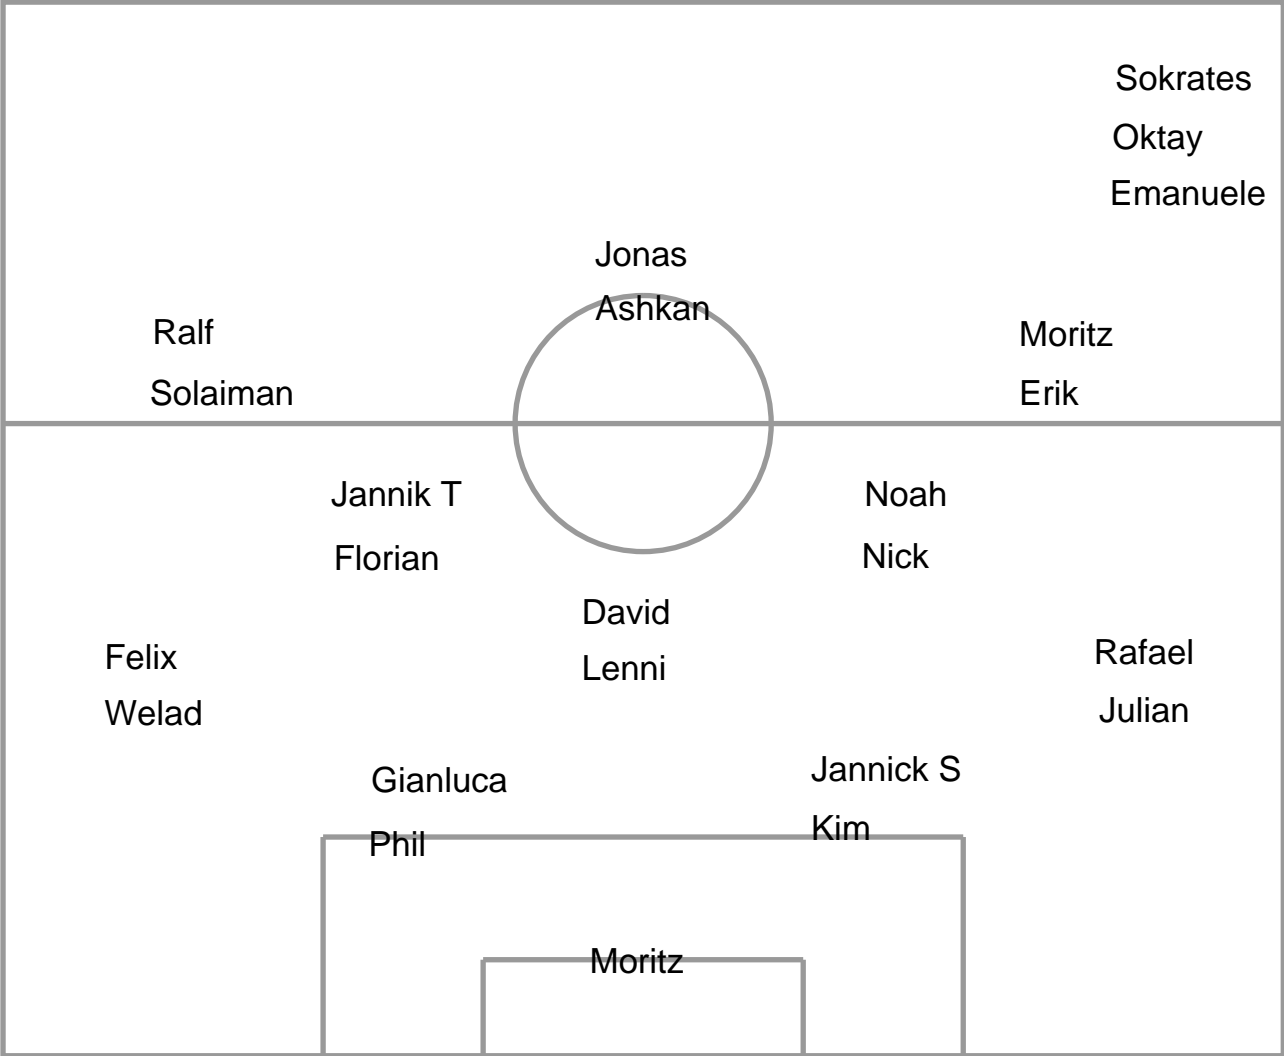 Sokrates
Oktay
Emanuele
Jonas
Ashkan
Ralf
Solaiman
Moritz
Erik
Jannik T
Florian
Noah
Nick
David
Lenni
Felix
Welad
Rafael
Julian
Gianluca
Phil
Jannick S
Kim
Moritz